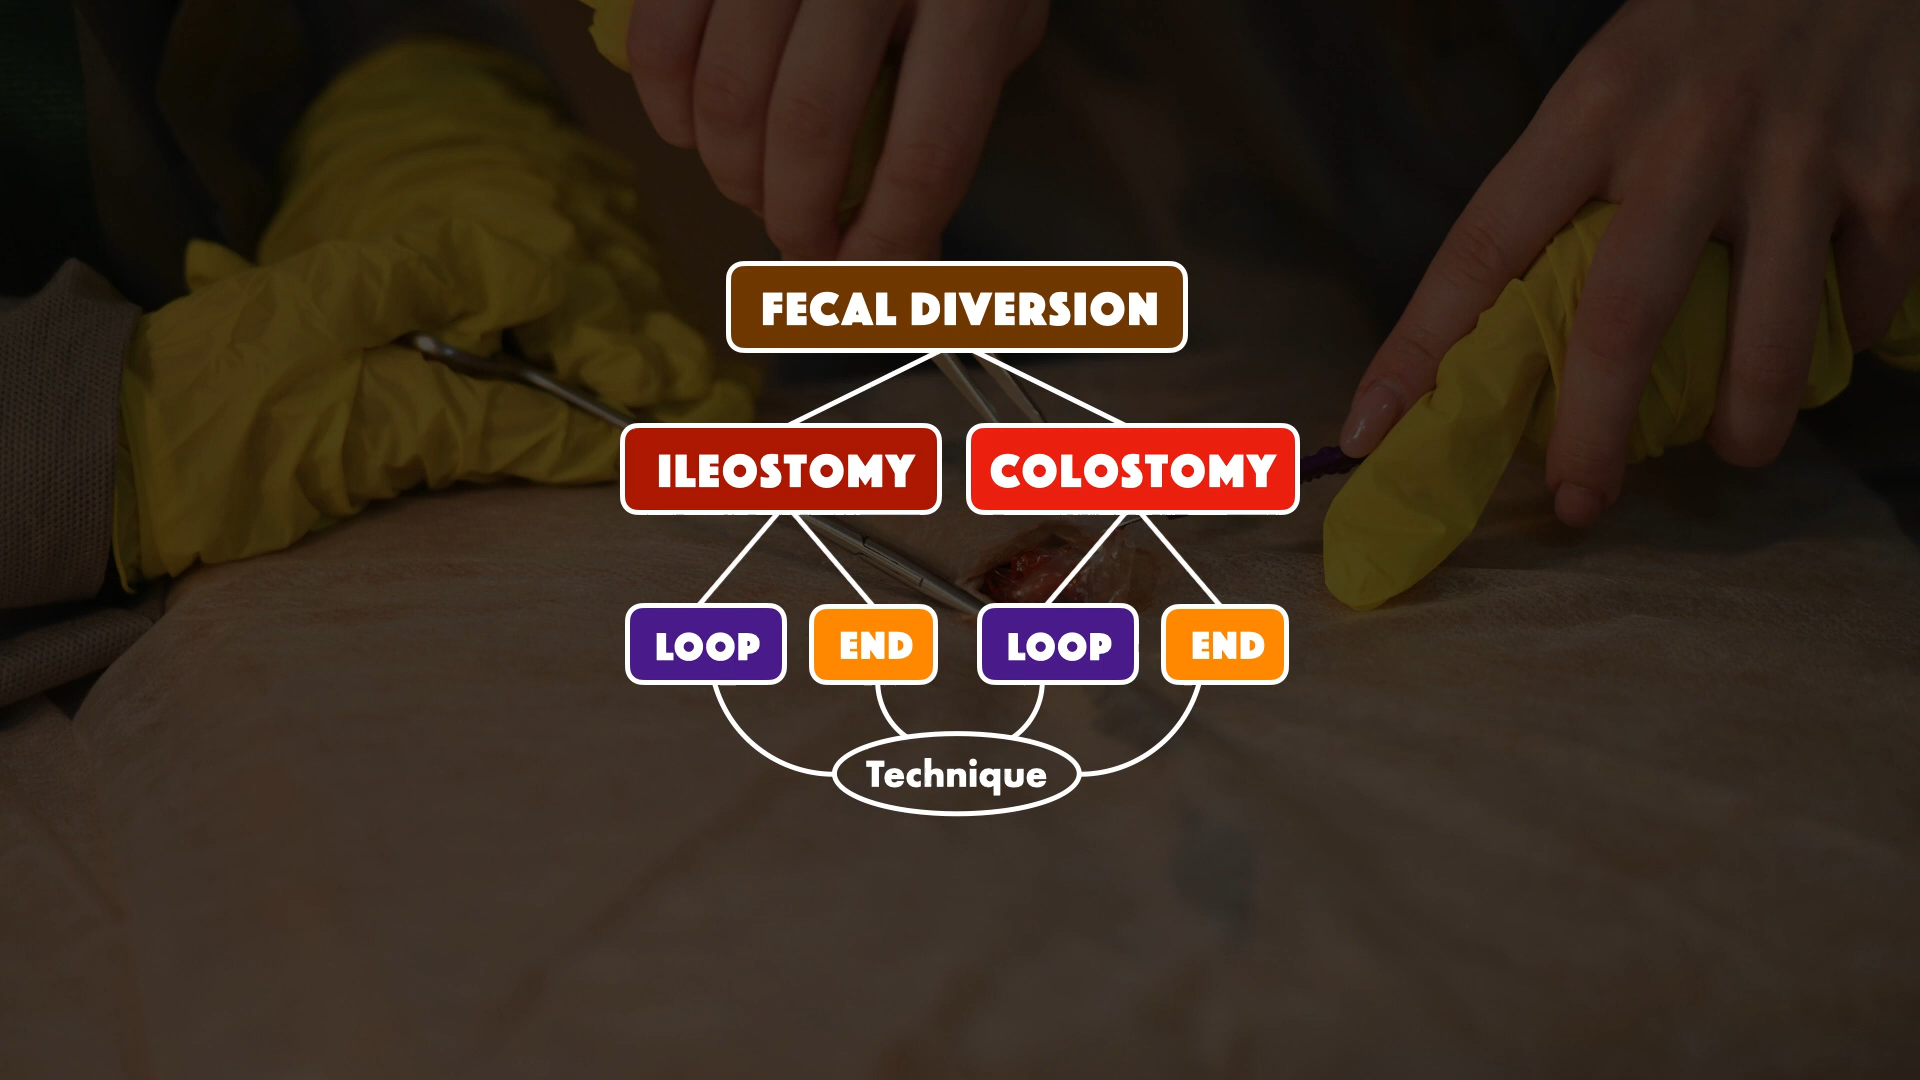 FECAL DIVERSION
ILEOSTOMY COLOSTOMY
LOOP END LOOP END
Technique